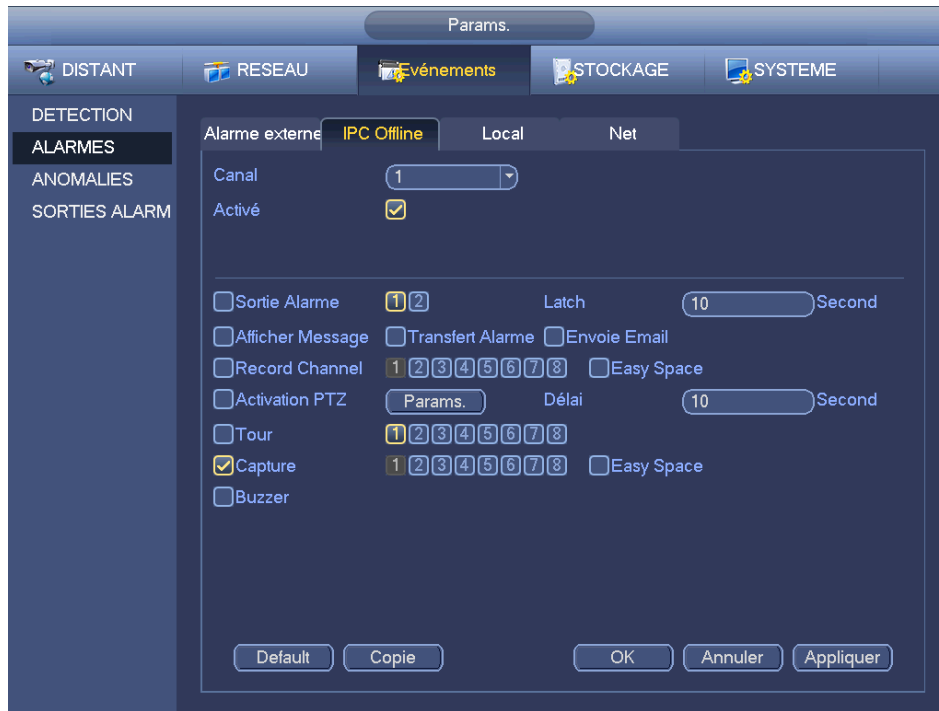 Params.
DISTANT RESEAU Evénements STOCKAGE SYSTEME
DETECTION
ALARMES
ANOMALIES
SORTIES ALARM
Alarme externe IPC Offline Local Net
Canal 1
Activé
Sortie Alarme 1 2 Latch 10 Second
Afficher Message Transfert Alarme Envoie Email
Record Channel 1 2 3 4 5 6 7 8 Easy Space
Activation PTZ Params. Délai 10 Second
Tour 1 2 3 4 5 6 7 8
Capture 1 2 3 4 5 6 7 8 Easy Space
Buzzer
Default Copie OK Annuler Appliquer